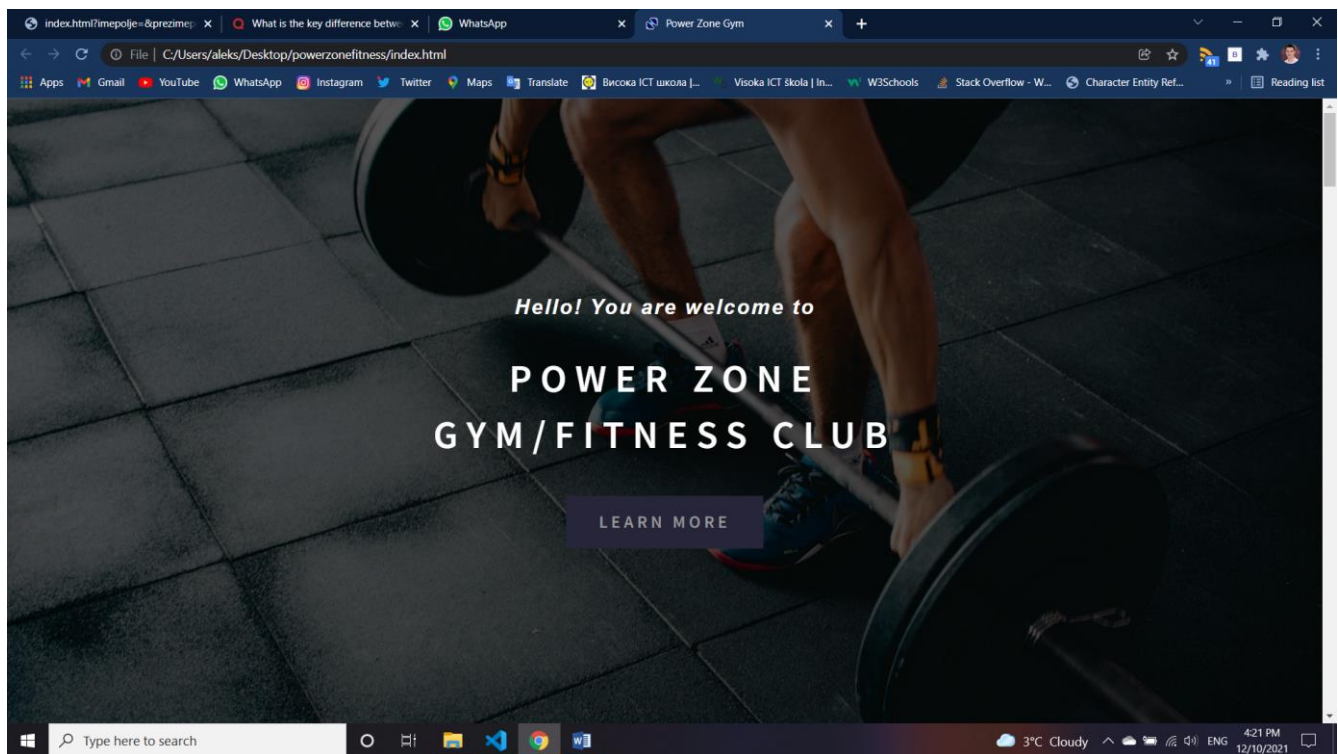 index.html?imepolje=&prezimep
What is the key difference betwe
WhatsApp
Power Zone Gym
File | C:/Users/aleks/Desktop/powerzonefitness/index.html
41
B
Apps Gmail YouTube WhatsApp Instagram Twitter Maps Translate Висока ICT школа |... Visoka ICT škola | In... W3Schools Stack Overflow - W... Character Entity Ref... » Reading list
Hello! You are welcome to
POWER ZONE
GYM/FITNESS CLUB
LEARN MORE
Type here to search
3°C Cloudy ENG 4:21 PM
12/10/2021